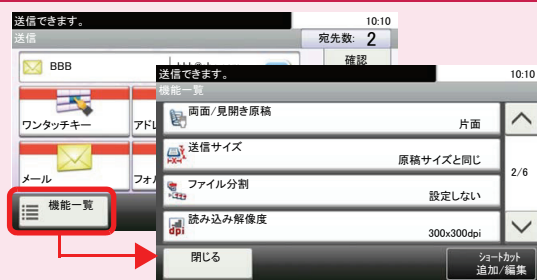 送信できます。
10:10
送信
宛先数: 2
BBB
確認
ワンタッチキー
メール
機能一覧
送信できます。
10:10
機能一覧
両面/見開き原稿
片面
送信サイズ
原稿サイズと同じ
2/6
ファイル分割
設定しない
読み込み解像度
300x300dpi
閉じる
ショートカット
追加/編集